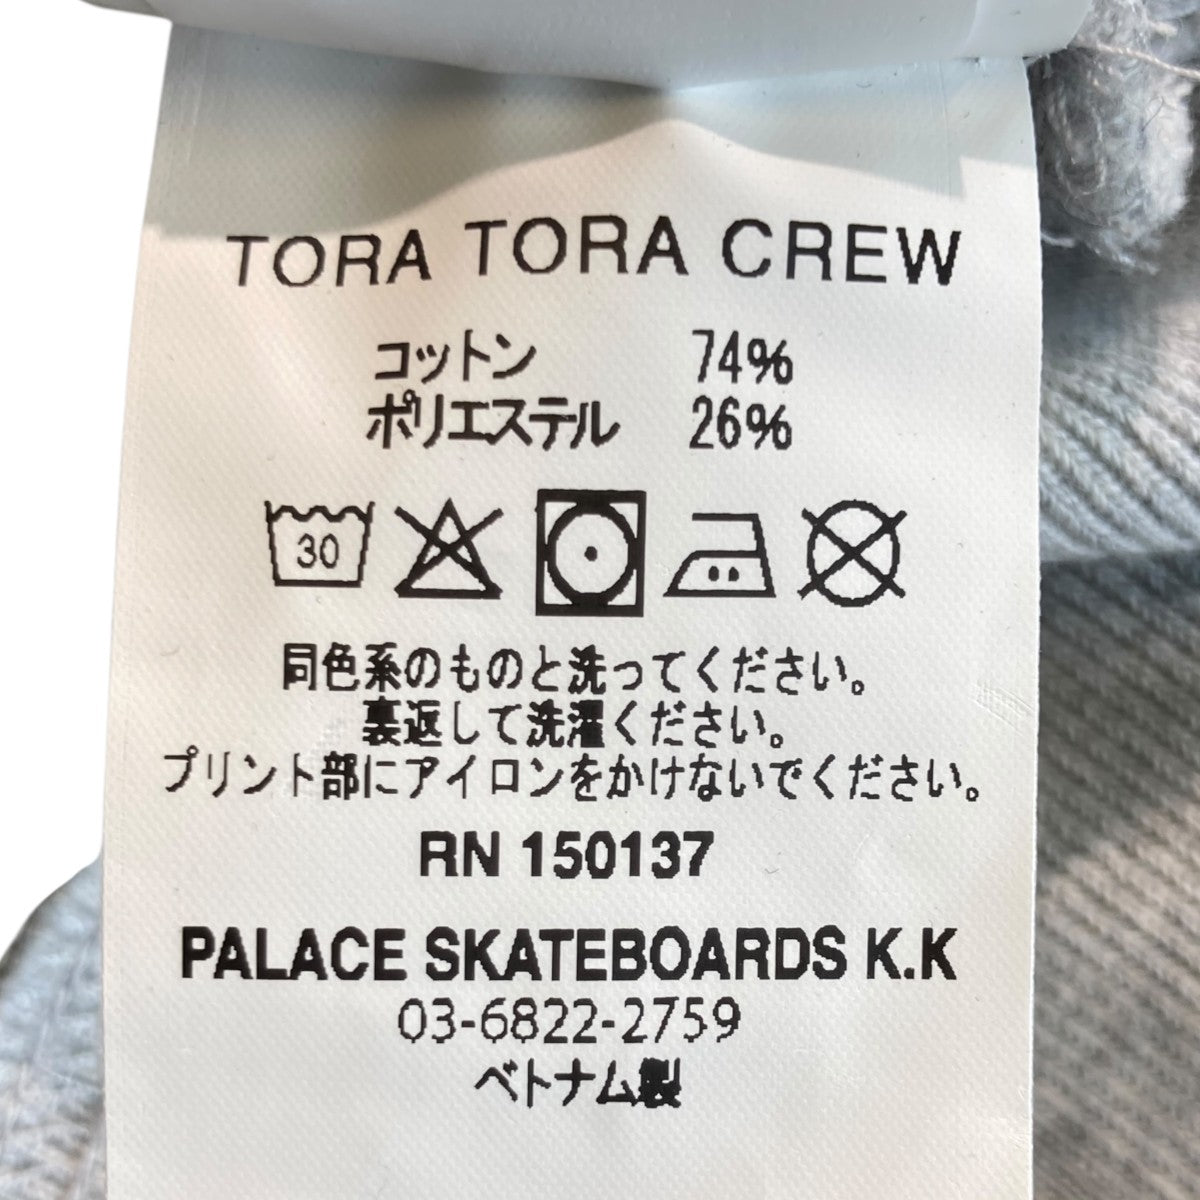 TORA TORA CREW
コットン 74%
ポリエステル 26%
30
同色系のものと洗ってください。
裏返して洗濯ください。
プリント部にアイロンをかけないでください。
RN 150137
PALACE SKATEBOARDS K.K
03-6822-2759
ベトナム製